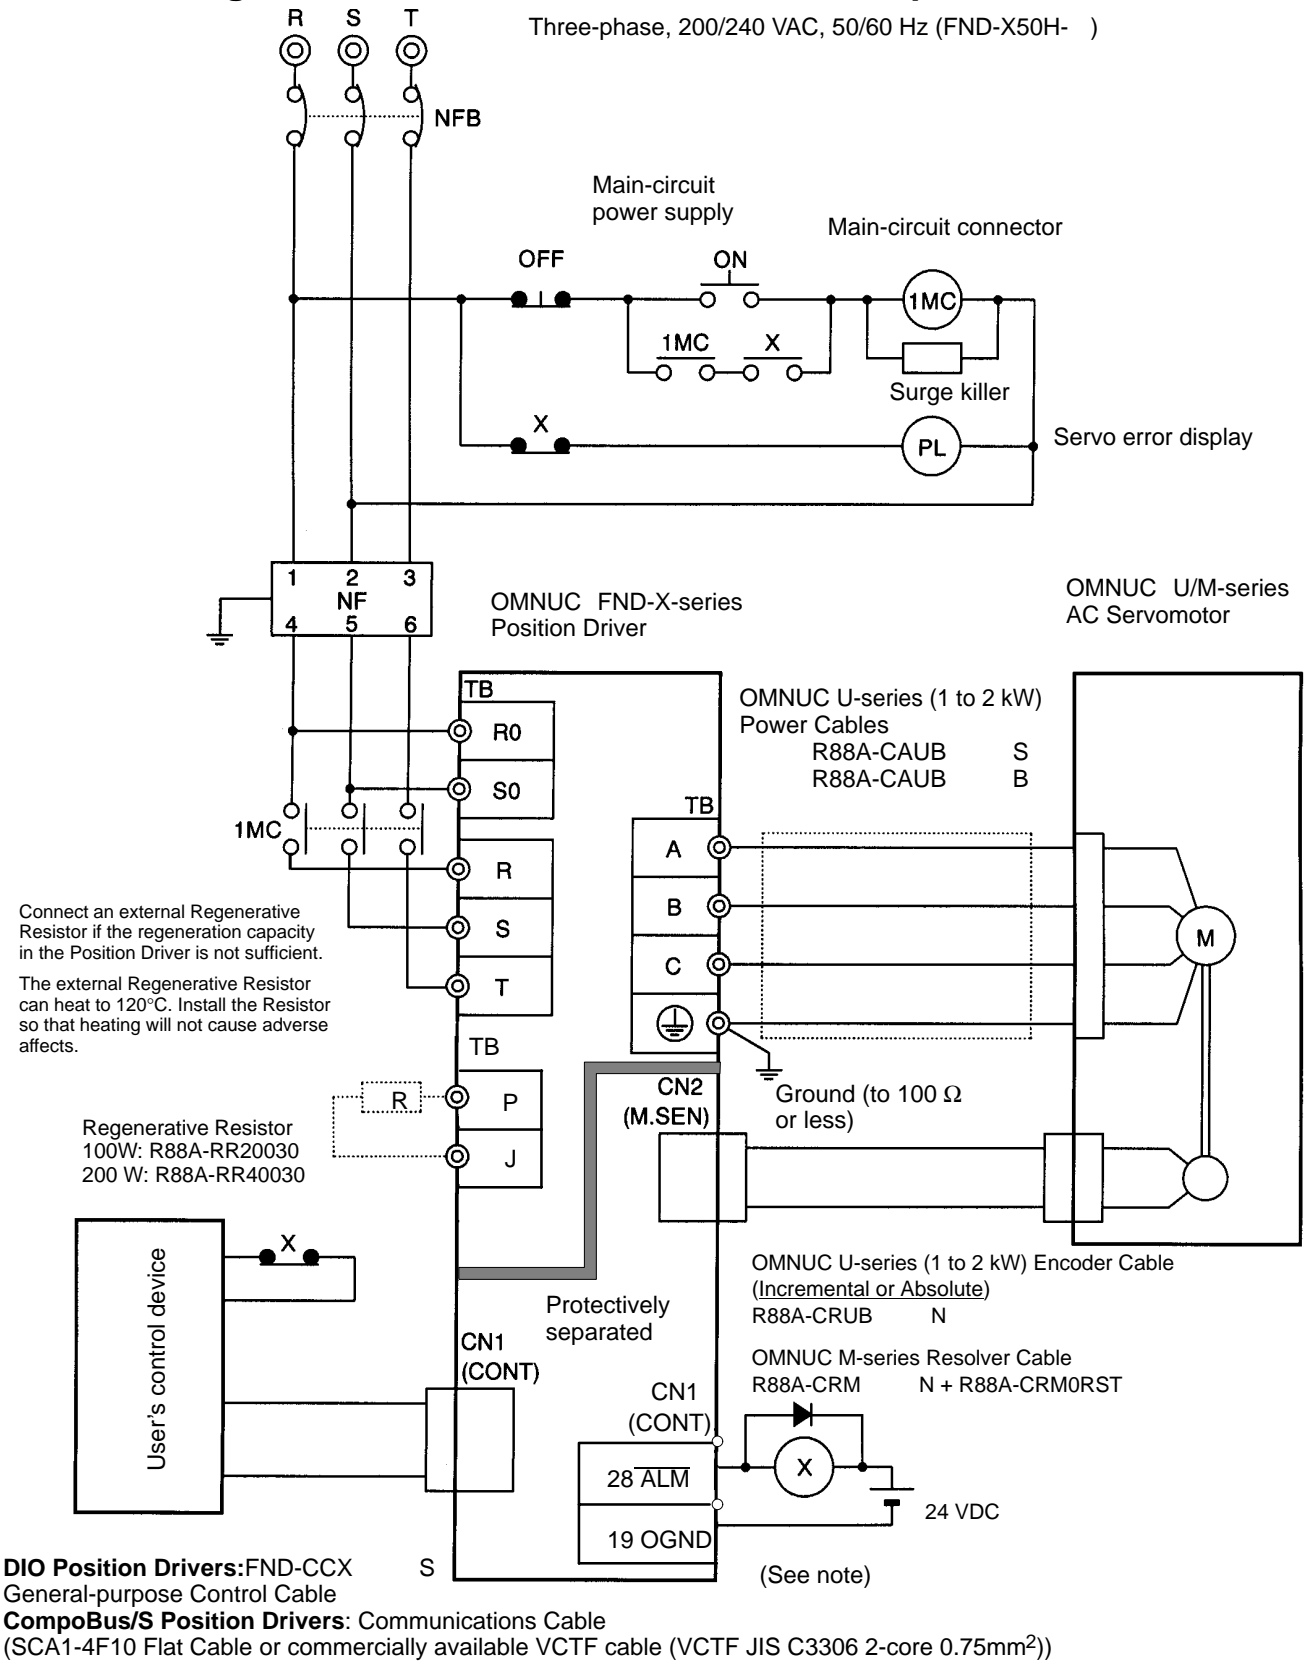 R S T
Three-phase, 200/240 VAC, 50/60 Hz (FND-X50H- )
NFB
Main-circuit
power supply
Main-circuit connector
OFF
ON
1MC
1MC X
Surge killer
X
PL
Servo error display
1 2 3
NF
4 5 6
OMNUC FND-X-series
Position Driver
OMNUC U/M-series
AC Servomotor
TB
R0
S0
OMNUC U-series (1 to 2 kW)
Power Cables
R88A-CAUB S
R88A-CAUB B
TB
1MC
A
R
B
M
S
C
T
Connect an external Regenerative
Resistor if the regeneration capacity
in the Position Driver is not sufficient.
The external Regenerative Resistor
can heat to 120°C. Install the Resistor
so that heating will not cause adverse
affects.
TB
R
P
J
CN2
(M.SEN)
Ground (to 100 Ω
or less)
Regenerative Resistor
100W: R88A-RR20030
200 W: R88A-RR40030
User's control device
X
OMNUC U-series (1 to 2 kW) Encoder Cable
(Incremental or Absolute)
R88A-CRUB N
Protectively
separated
CN1
(CONT)
OMNUC M-series Resolver Cable
R88A-CRM N + R88A-CRM0RST
CN1
(CONT)
28 ALM
X
24 VDC
19 OGND
(See note)
DIO Position Drivers:FND-CCX S
General-purpose Control Cable
CompoBus/S Position Drivers: Communications Cable
(SCA1-4F10 Flat Cable or commercially available VCTF cable (VCTF JIS C3306 2-core 0.75mm2))